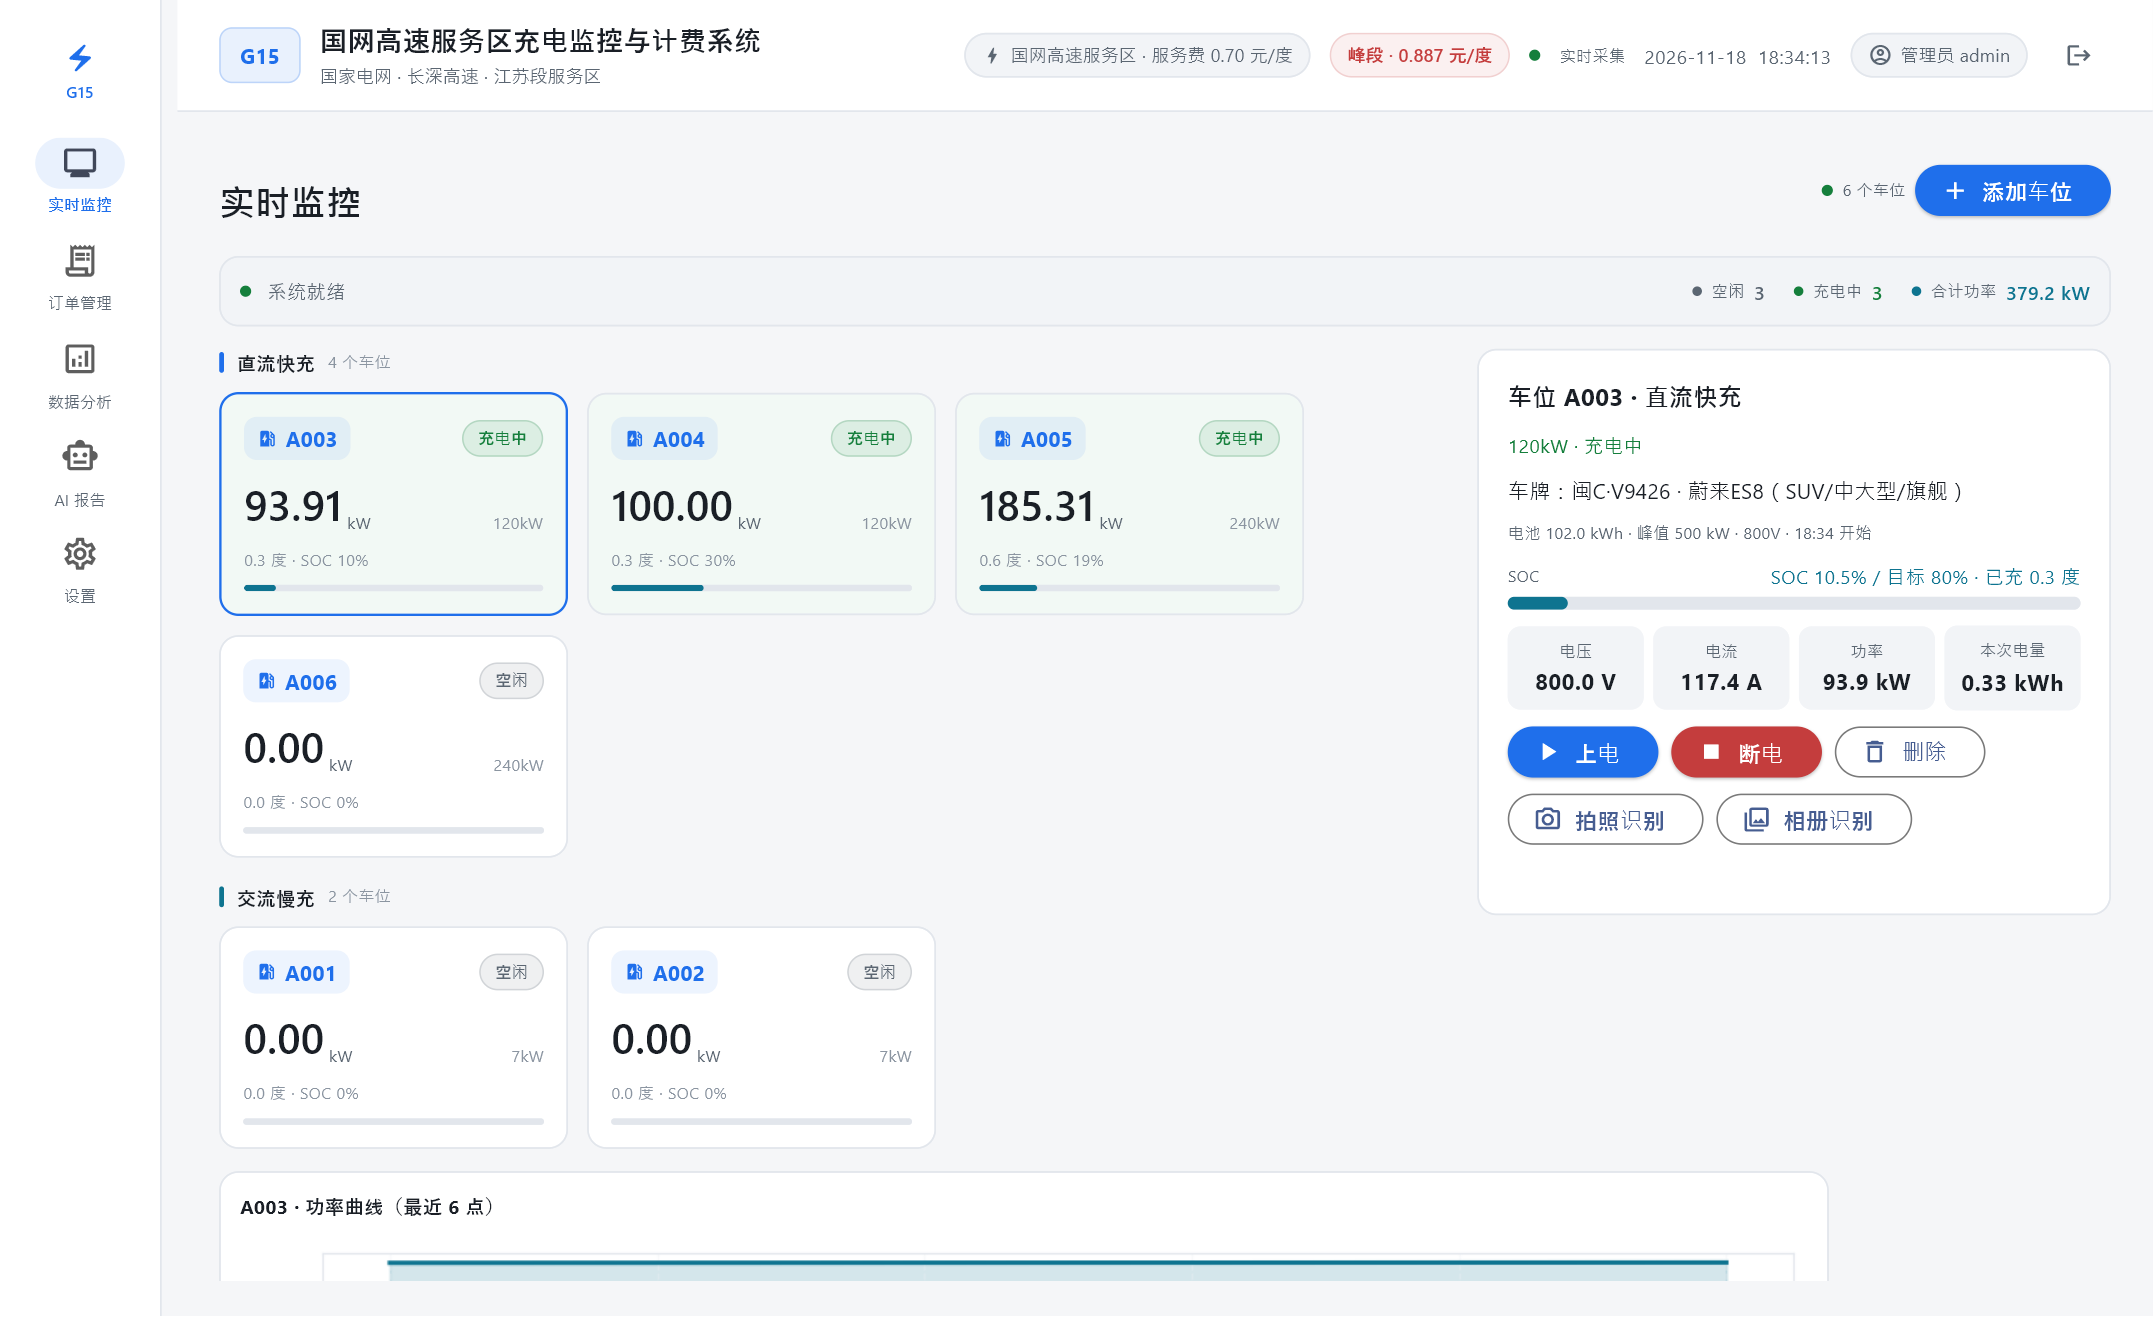 G15
实时监控
订单管理
数据分析
AI 报告
设置
G15
国网高速服务区充电监控与计费系统
国家电网 · 长深高速 · 江苏段服务区
国网高速服务区 · 服务费 0.70 元/度
峰段 · 0.887 元/度
实时采集
2026-11-18 18:34:13
管理员 admin
实时监控
6 个车位
添加车位
系统就绪
空闲 3
充电中 3
合计功率 379.2 kW
直流快充 4 个车位
A003 充电中
93.91 kW 120kW
0.3 度 · SOC 10%
A004 充电中
100.00 kW 120kW
0.3 度 · SOC 30%
A005 充电中
185.31 kW 240kW
0.6 度 · SOC 19%
A006 空闲
0.00 kW 240kW
0.0 度 · SOC 0%
交流慢充 2 个车位
A001 空闲
0.00 kW 7kW
0.0 度 · SOC 0%
A002 空闲
0.00 kW 7kW
0.0 度 · SOC 0%
A003 · 功率曲线（最近 6 点）
车位 A003 · 直流快充
120kW · 充电中
车牌：闽C·V9426 · 蔚来ES8（SUV/中大型/旗舰）
电池 102.0 kWh · 峰值 500 kW · 800V · 18:34 开始
SOC SOC 10.5% / 目标 80% · 已充 0.3 度
电压
800.0 V
电流
117.4 A
功率
93.9 kW
本次电量
0.33 kWh
上电
断电
删除
拍照识别
相册识别